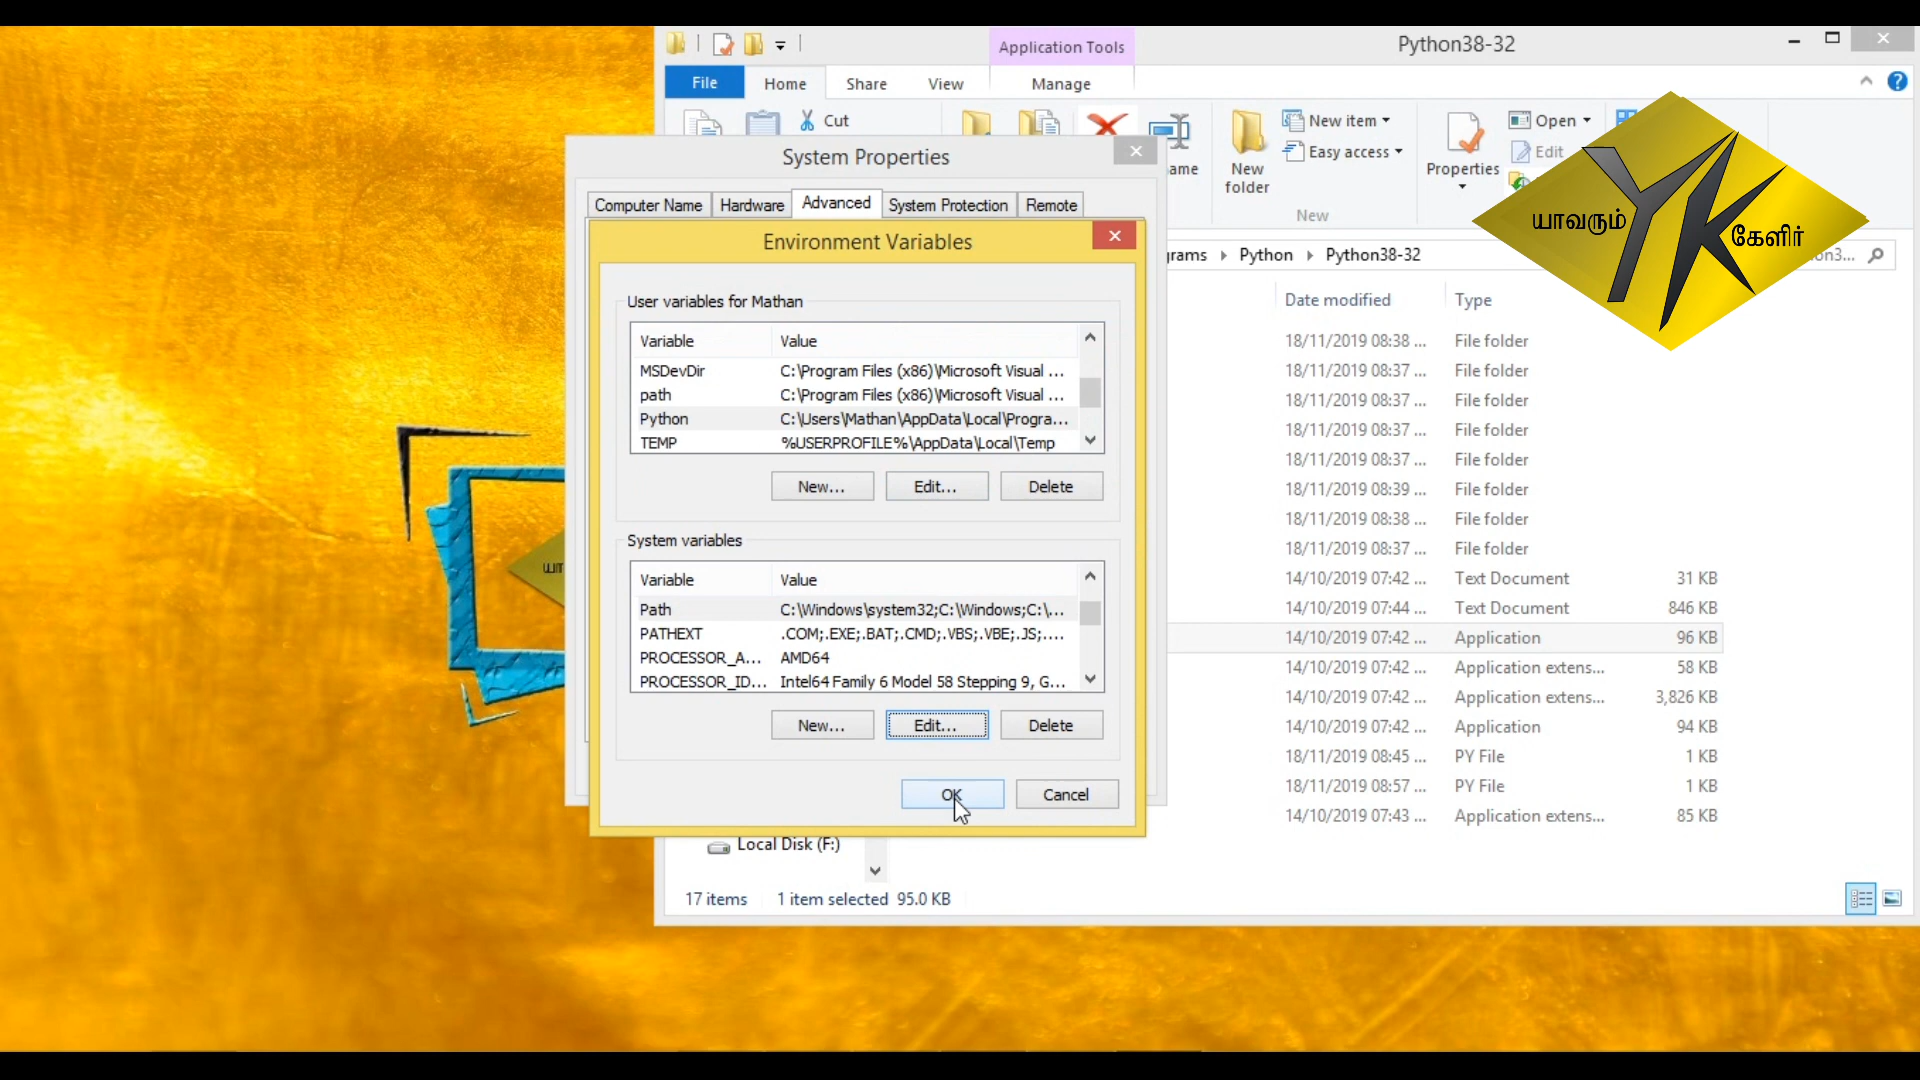 Application Tools
Python38-32
File
Home
Share
View
Manage
Cut
New item
Open
Easy access
Edit
New
folder
Properties
New
யாவரும்
YK
கேளிர்
System Properties
Computer Name
Hardware
Advanced
System Protection
Remote
Python
Python38-32
Environment Variables
User variables for Mathan
Variable Value
MSDevDir C:\Program Files (x86)\Microsoft Visual ...
path C:\Program Files (x86)\Microsoft Visual ...
Python C:\Users\Mathan\AppData\Local\Progra...
TEMP %USERPROFILE%\AppData\Local\Temp
New... Edit... Delete
System variables
Variable Value
Path C:\Windows\system32;C:\Windows;C:\...
PATHEXT .COM;.EXE;.BAT;.CMD;.VBS;.VBE;.JS;....
PROCESSOR_A... AMD64
PROCESSOR_ID... Intel64 Family 6 Model 58 Stepping 9, G...
New... Edit... Delete
OK Cancel
Date modified Type
18/11/2019 08:38 ... File folder
18/11/2019 08:37 ... File folder
18/11/2019 08:37 ... File folder
18/11/2019 08:37 ... File folder
18/11/2019 08:37 ... File folder
18/11/2019 08:39 ... File folder
18/11/2019 08:38 ... File folder
18/11/2019 08:37 ... File folder
14/10/2019 07:42 ... Text Document 31 KB
14/10/2019 07:44 ... Text Document 846 KB
14/10/2019 07:42 ... Application 96 KB
14/10/2019 07:42 ... Application extens... 58 KB
14/10/2019 07:42 ... Application extens... 3,826 KB
14/10/2019 07:42 ... Application 94 KB
18/11/2019 08:45 ... PY File 1 KB
18/11/2019 08:57 ... PY File 1 KB
14/10/2019 07:43 ... Application extens... 85 KB
Local Disk (F:)
17 items 1 item selected 95.0 KB